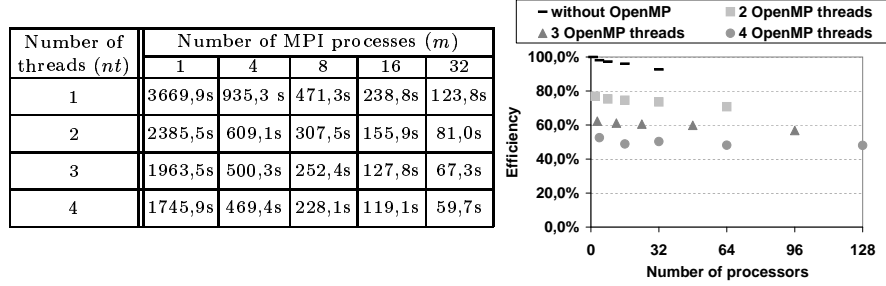 Number of threads (nt) Number of MPI processes (m)
1 4 8 16 32
1 3669,9s 935,3 s 471,3s 238,8s 123,8s
2 2385,5s 609,1s 307,5s 155,9s 81,0s
3 1963,5s 500,3s 252,4s 127,8s 67,3s
4 1745,9s 469,4s 228,1s 119,1s 59,7s
without OpenMP 2 OpenMP threads
3 OpenMP threads 4 OpenMP threads
100,0%
80,0%
60,0%
40,0%
20,0%
0,0%
Efficiency
0 32 64 96 128
Number of processors